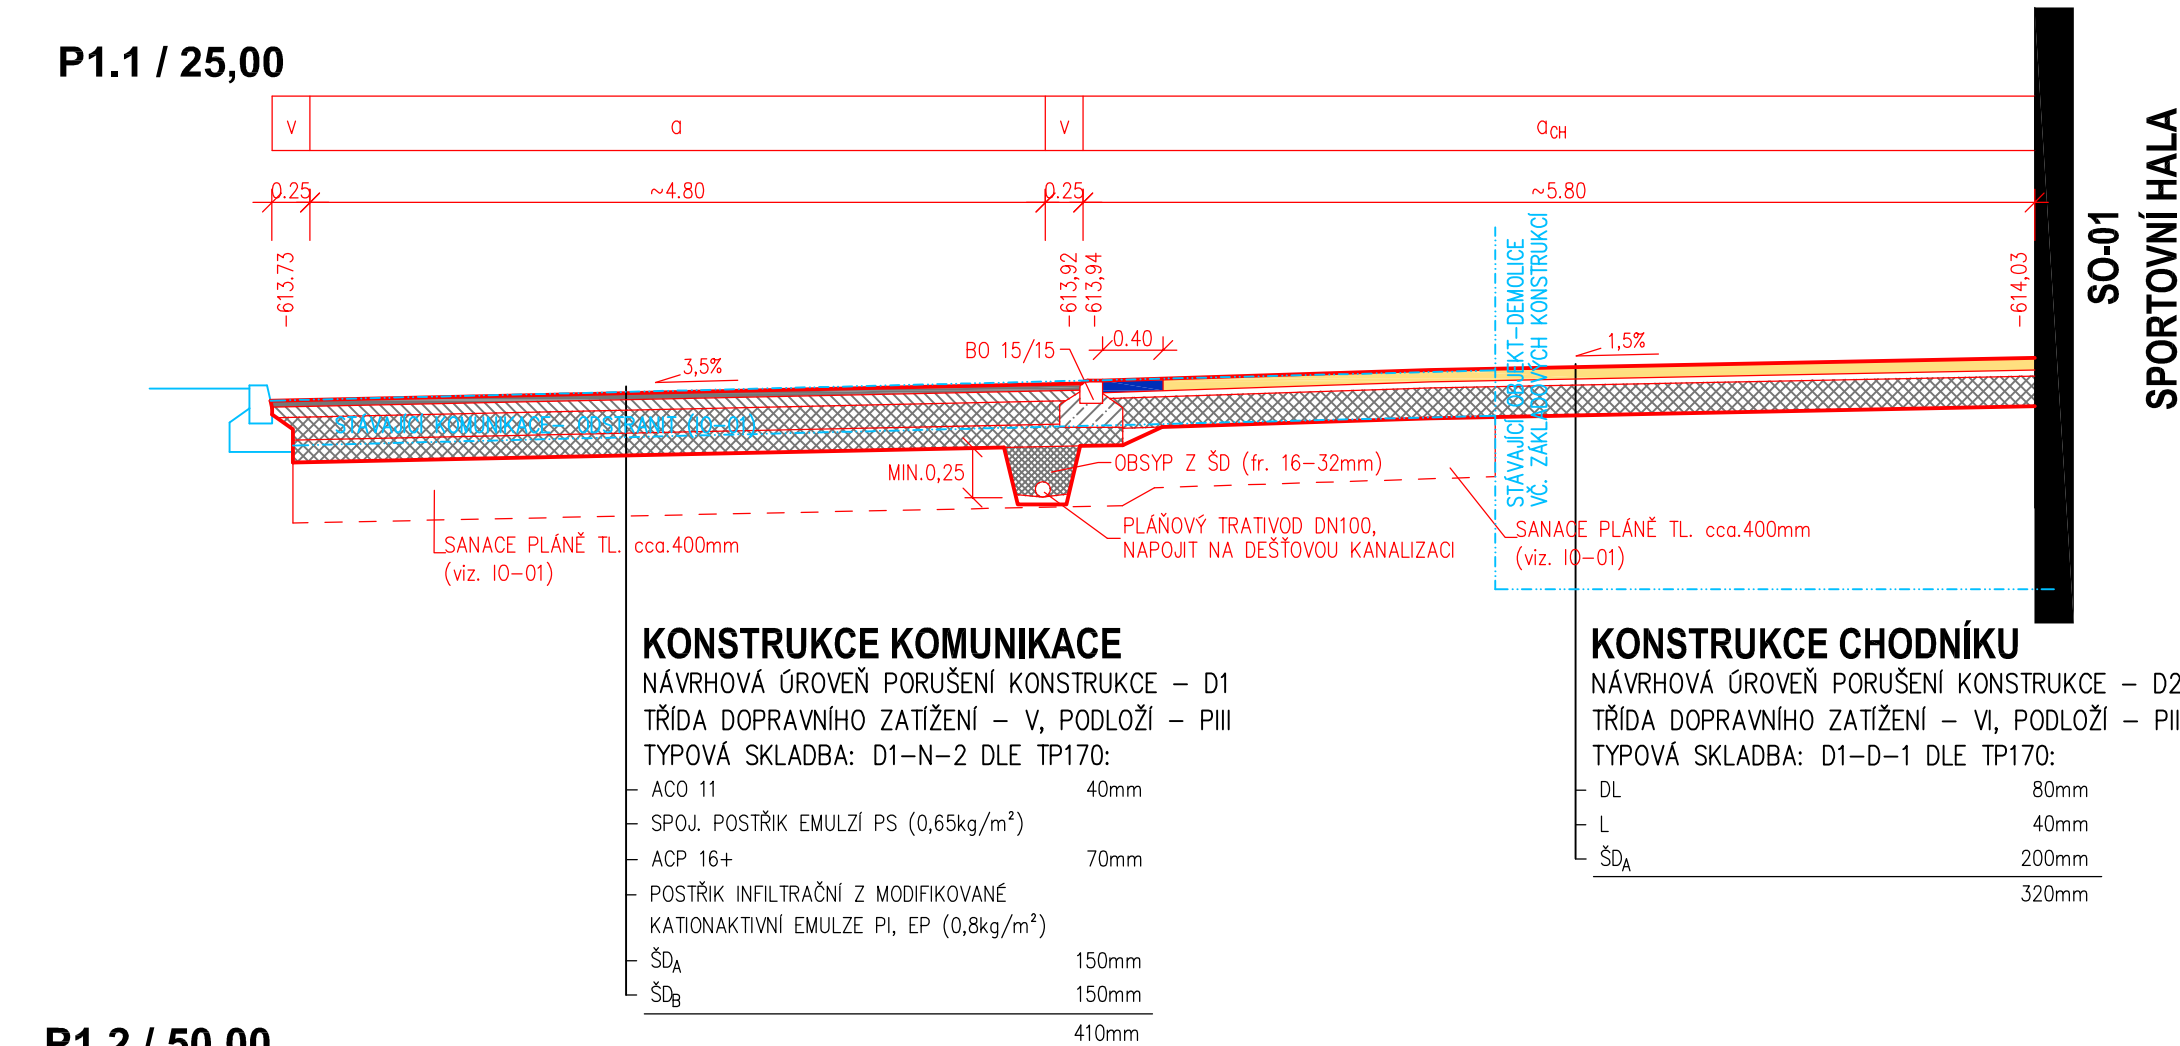 P1.1 / 25,00
v
a
v
aCH
0.25
~4.80
0.25
~5.80
613.73
613,92
613,94
614,03
SO-01
SPORTOVNÍ HALA
STÁVAJÍCÍ OBJEKT-DEMOLICE
VČ. ZÁKLADOVÝCH KONSTRUKCÍ
3,5%
BO 15/15
0.40
1,5%
STÁVAJÍCÍ KOMUNIKACE- ODSTRANIT (IO-01)
MIN.0,25
OBSYP Z ŠD (fr. 16-32mm)
PLÁŇOVÝ TRATIVOD DN100,
NAPOJIT NA DEŠŤOVOU KANALIZACI
SANACE PLÁNĚ TL. cca.400mm
(viz. IO-01)
SANACE PLÁNĚ TL. cca.400mm
(viz. IO-01)
KONSTRUKCE KOMUNIKACE
NÁVRHOVÁ ÚROVEŇ PORUŠENÍ KONSTRUKCE – D1
TŘÍDA DOPRAVNÍHO ZATÍŽENÍ – V, PODLOŽÍ – PIII
TYPOVÁ SKLADBA: D1-N-2 DLE TP170:
ACO 11 40mm
SPOJ. POSTŘIK EMULZÍ PS (0,65kg/m²)
ACP 16+ 70mm
POSTŘIK INFILTRAČNÍ Z MODIFIKOVANÉ
KATIONAKTIVNÍ EMULZE PI, EP (0,8kg/m²)
ŠDA 150mm
ŠDB 150mm
410mm
KONSTRUKCE CHODNÍKU
NÁVRHOVÁ ÚROVEŇ PORUŠENÍ KONSTRUKCE – D2
TŘÍDA DOPRAVNÍHO ZATÍŽENÍ – VI, PODLOŽÍ – PIII
TYPOVÁ SKLADBA: D1-D-1 DLE TP170:
DL 80mm
L 40mm
ŠDA 200mm
320mm
P1.2 / 50,00